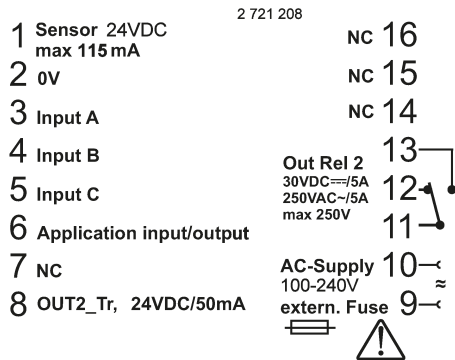 2 721 208
1 Sensor 24VDC
max 115 mA
2 0V
3 Input A
4 Input B
5 Input C
6 Application input/output
7 NC
8 OUT2_Tr, 24VDC/50mA
NC 16
NC 15
NC 14
13
Out Rel 2
30VDC⎓/5A 12
250VAC~/5A
max 250V 11
AC-Supply 10
100-240V ≈
extern. Fuse 9